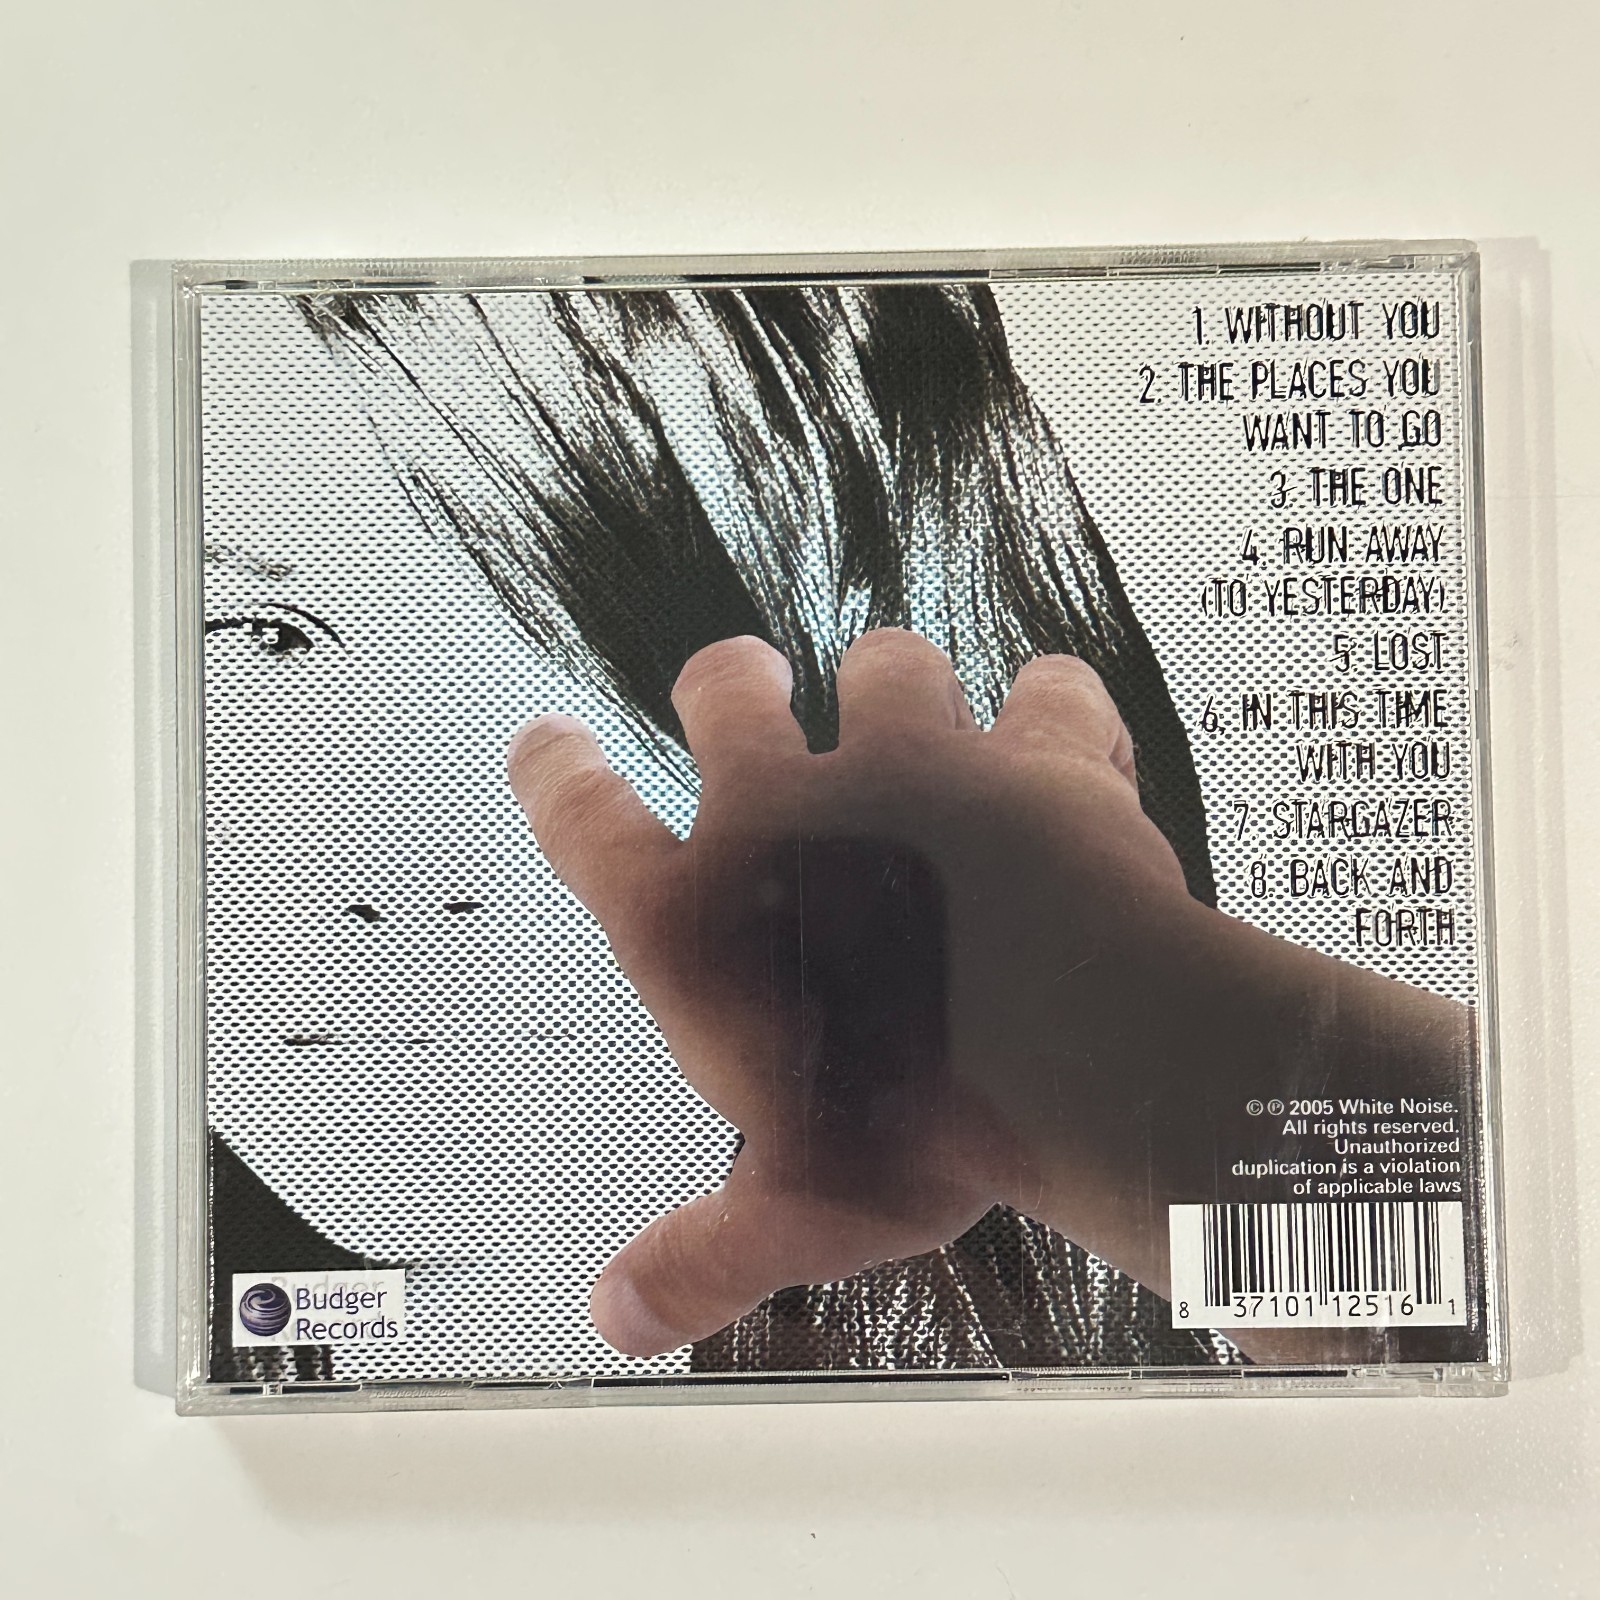 1. WITHOUT YOU
2. THE PLACES YOU
WANT TO GO
3. THE ONE
4. RUN AWAY
(TO YESTERDAY)
5. LOST
6. IN THIS TIME
WITH YOU
7. STARGAZER
8. BACK AND
FORTH
© ℗ 2005 White Noise.
All rights reserved.
Unauthorized
duplication is a violation
of applicable laws
8 37101 12516 1
Budger
Records